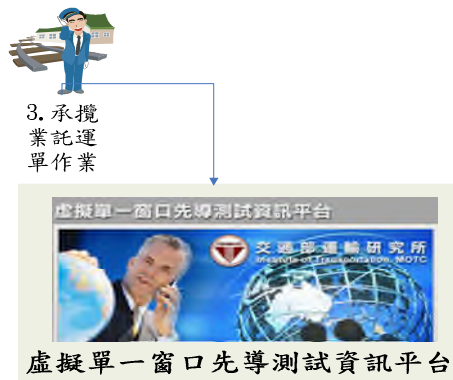 3.承攬
業託運
單作業
虛擬單一窗口先導測試資訊平台
交通部運輸研究所
Institute of Transportation, MOTC
虛擬單一窗口先導測試資訊平台